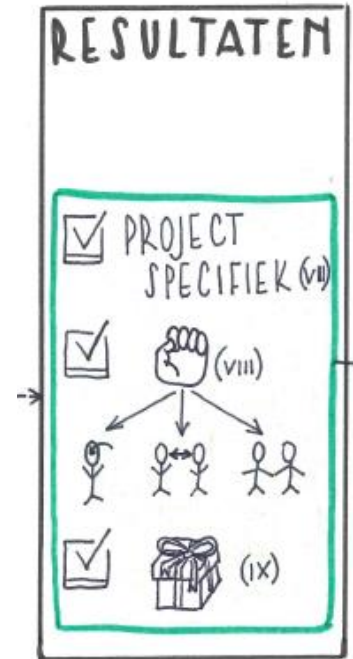 RESULTATEN
PROJECT
SPECIFIEK (VII)
(VIII)
(IX)